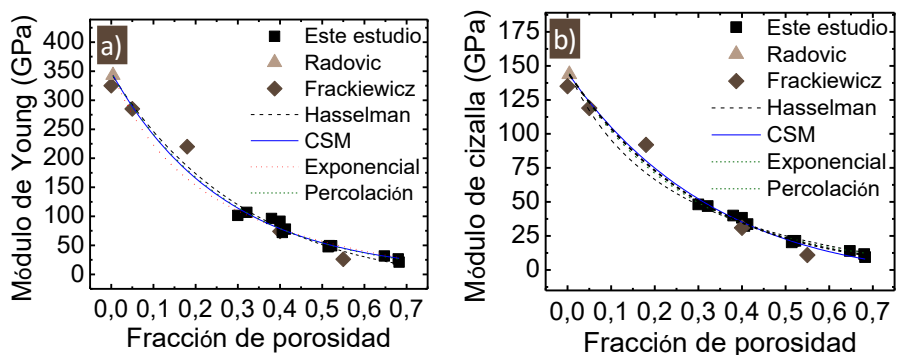 a)
Módulo de Young (GPa)
400
350
300
250
200
150
100
50
0
Este estudio
Radovic
Frackiewicz
Hasselman
CSM
Exponencial
Percolación
0,0 0,1 0,2 0,3 0,4 0,5 0,6 0,7
Fracción de porosidad
b)
Módulo de cizalla (GPa)
175
150
125
100
75
50
25
0
Este estudio
Radovic
Frackiewicz
Hasselman
CSM
Exponencial
Percolación
0,0 0,1 0,2 0,3 0,4 0,5 0,6 0,7
Fracción de porosidad